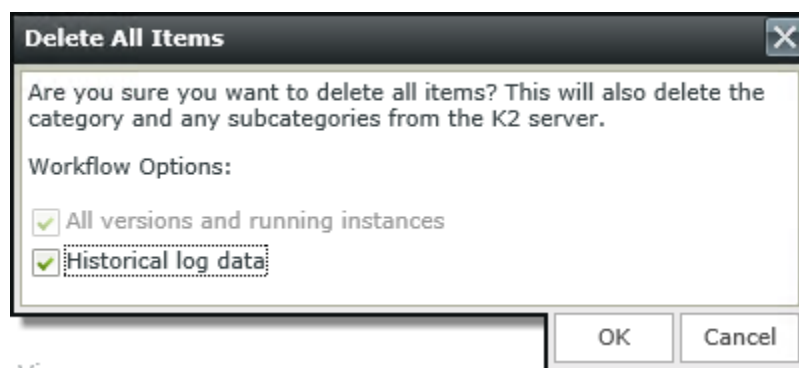 Delete All Items
Are you sure you want to delete all items? This will also delete the
category and any subcategories from the K2 server.
Workflow Options:
All versions and running instances
Historical log data
OK
Cancel